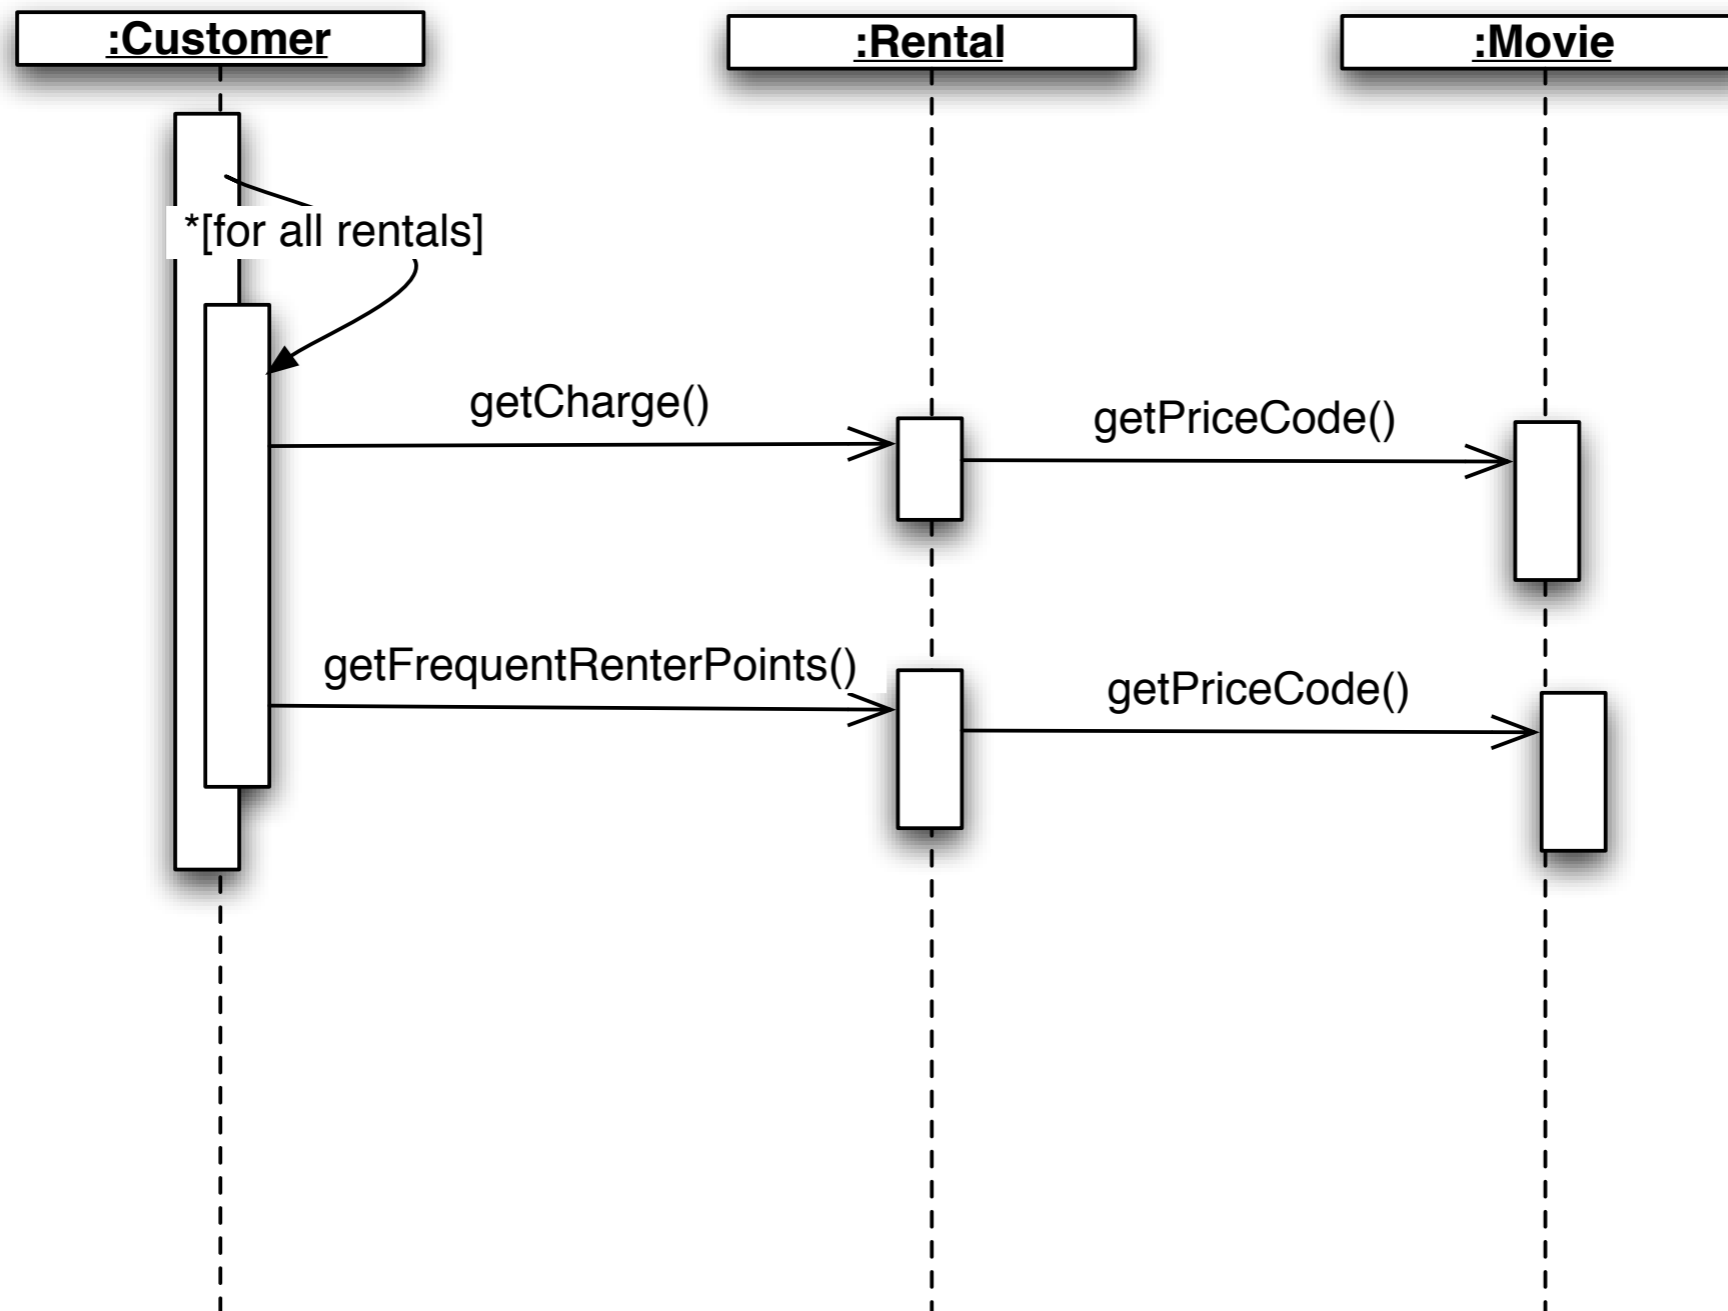 :Customer
:Rental
:Movie
*[for all rentals]
getCharge()
getPriceCode()
getFrequentRenterPoints()
getPriceCode()